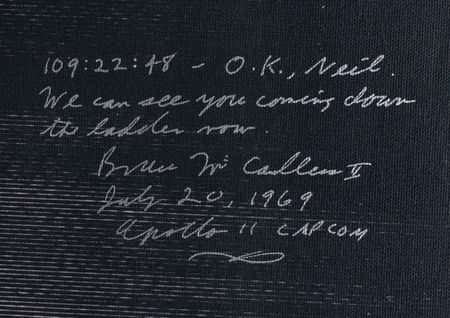 109:22:48 - O.K., Neil.
We can see you coming down
the ladder now.
Bruce McCandless II
July 20, 1969
Apollo 11 CAPCOM